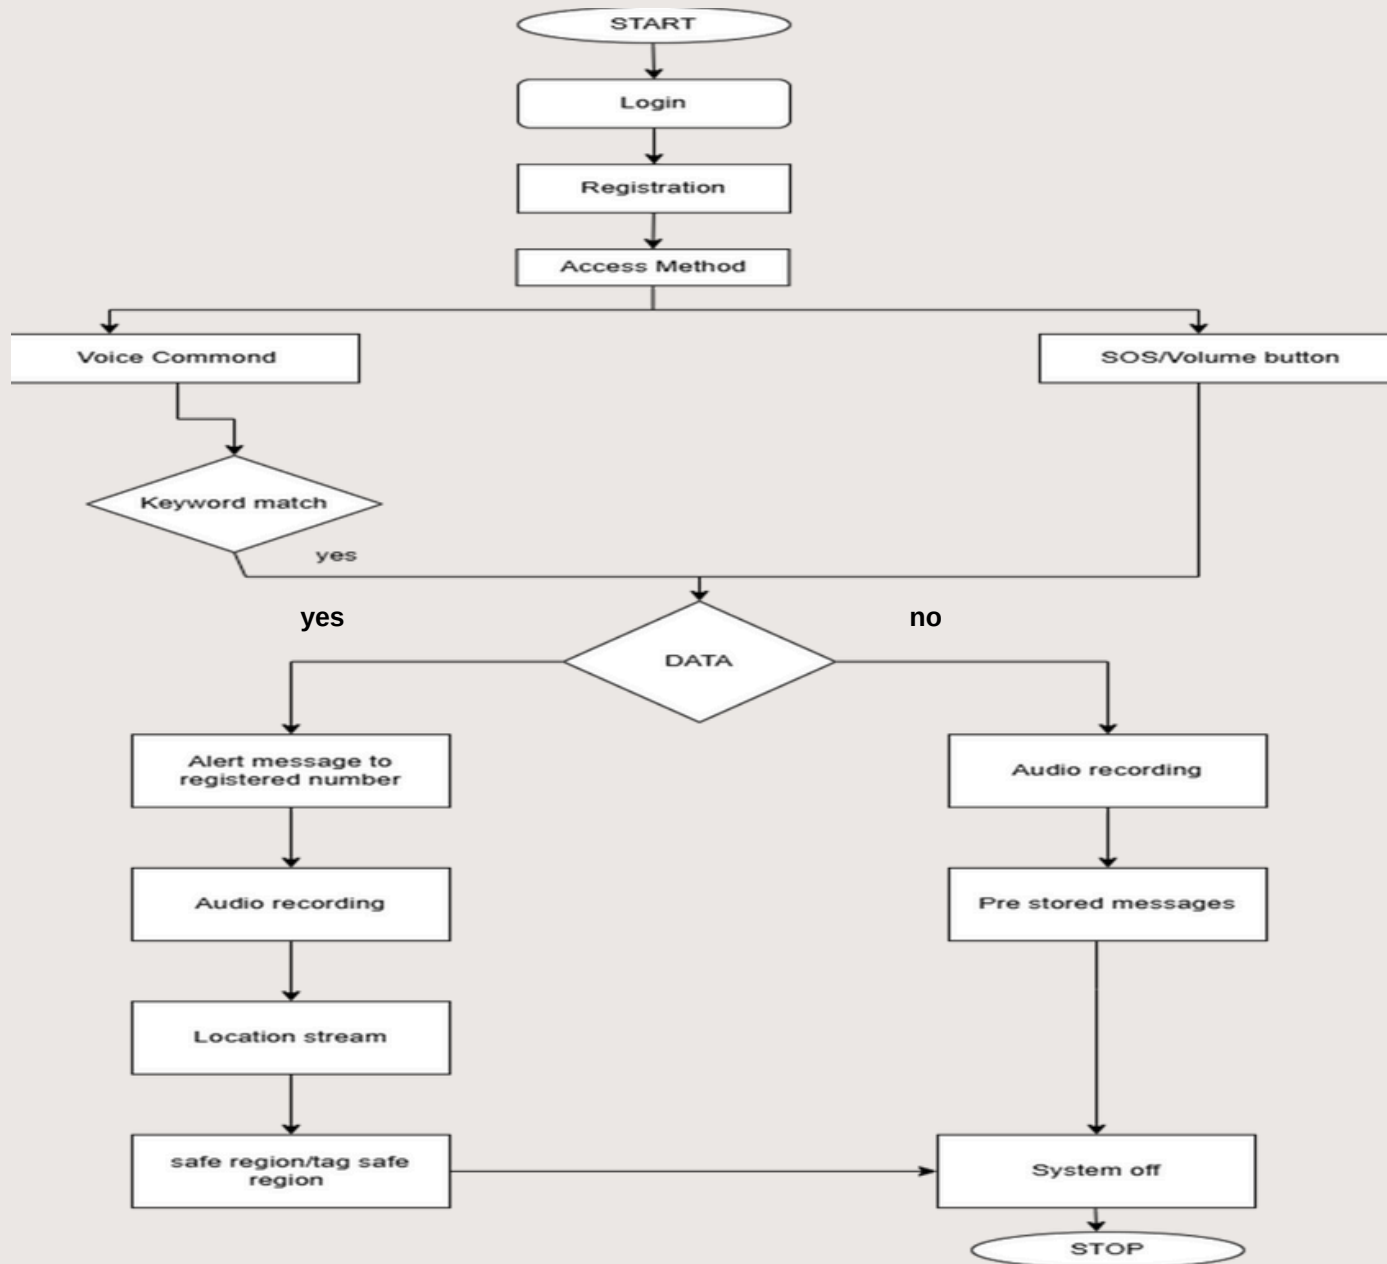 START
Login
Registration
Access Method
Voice Commond
SOS/Volume button
Keyword match
yes
yes
no
DATA
Alert message to
registered number
Audio recording
Audio recording
Pre stored messages
Location stream
safe region/tag safe
region
System off
STOP